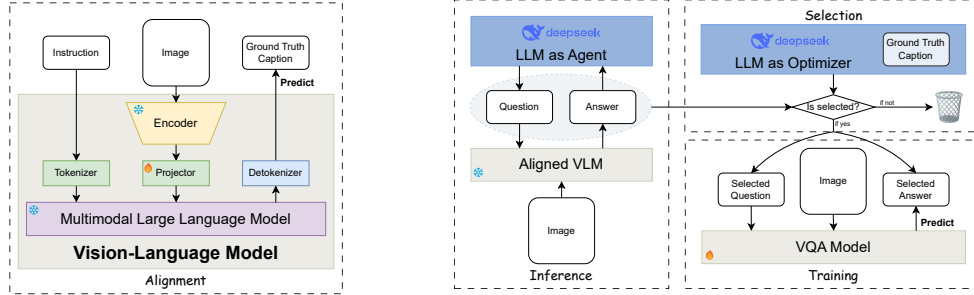 Instruction
Image
Ground Truth
Caption
Predict
Encoder
Tokenizer
Projector
Detokenizer
Multimodal Large Language Model
Vision-Language Model
Alignment
deepseek
LLM as Agent
Question
Answer
Aligned VLM
Image
Inference
Selection
deepseek
LLM as Optimizer
Ground Truth
Caption
Is selected?
if not
if yes
Selected
Question
Image
Selected
Answer
Predict
VQA Model
Training